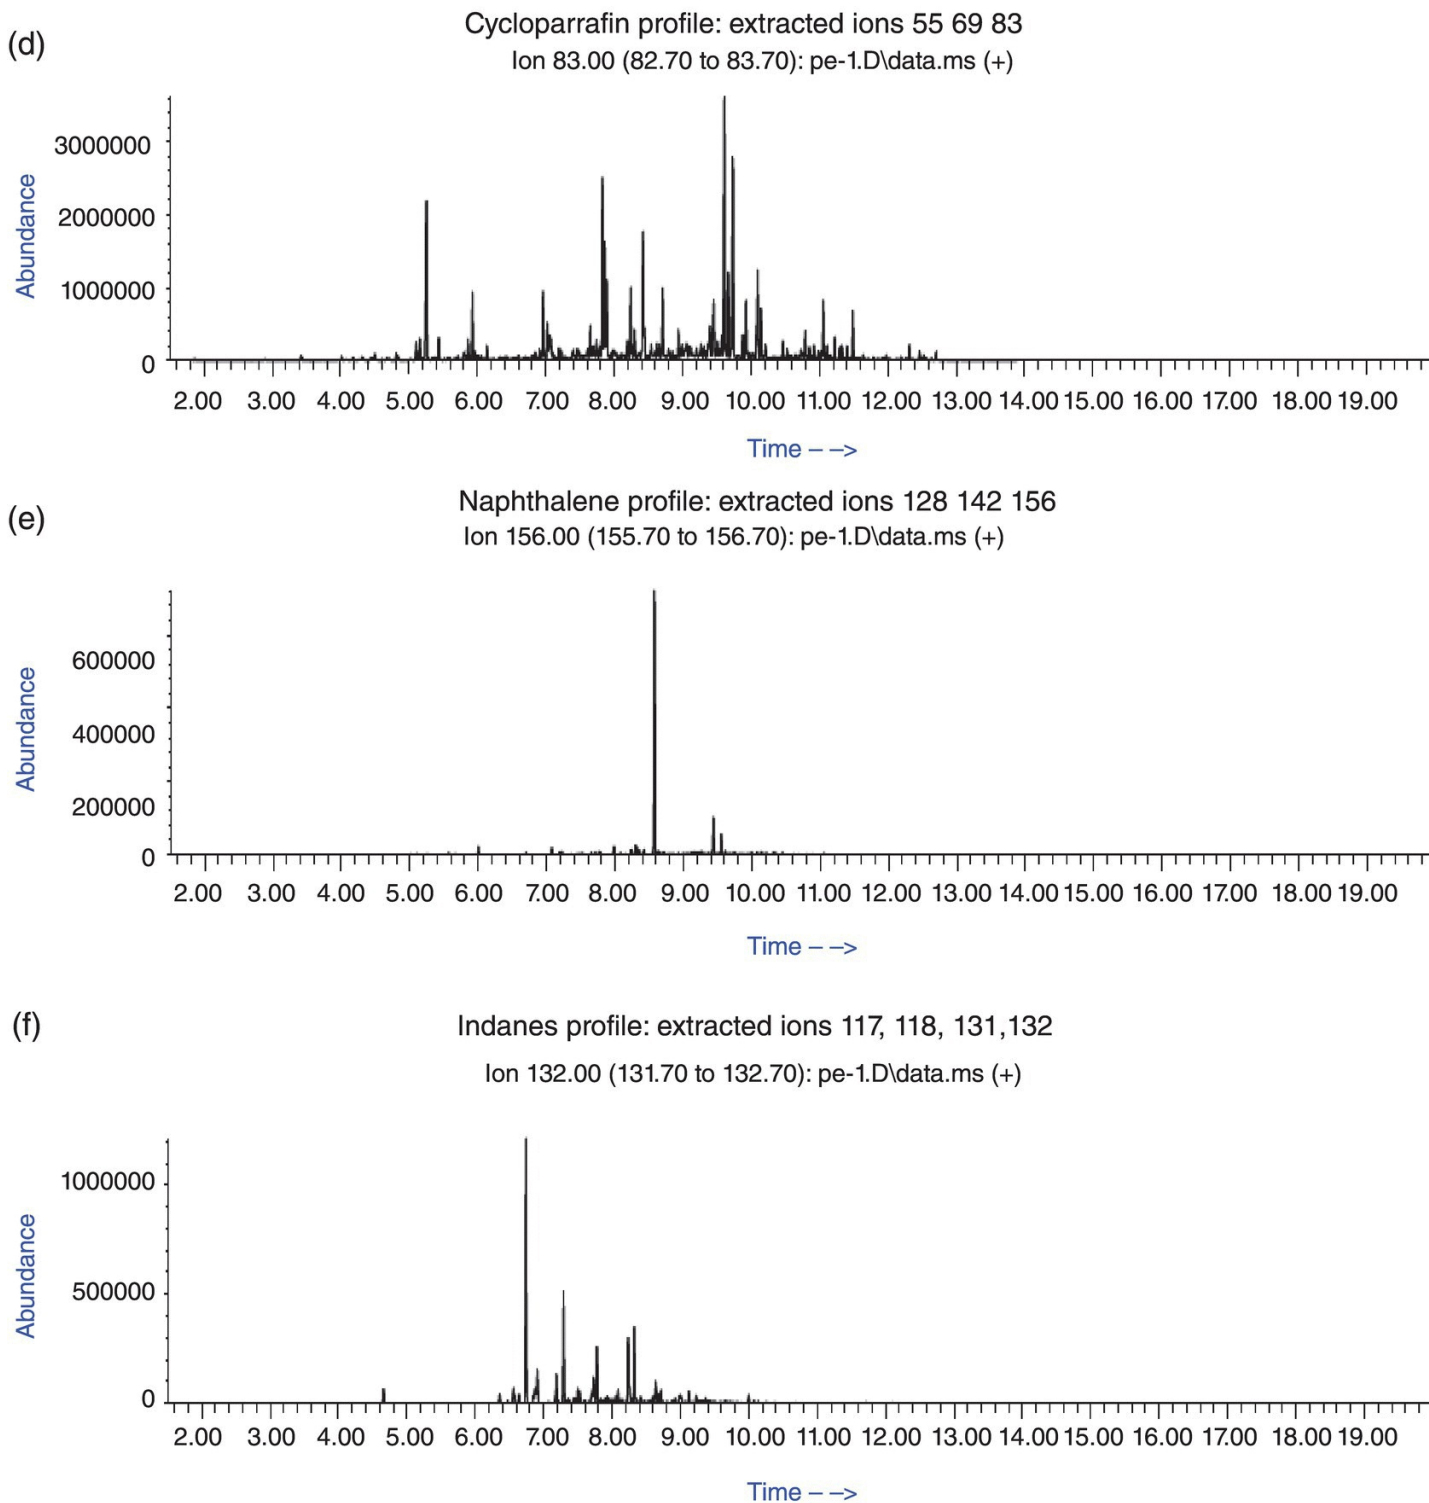 (d)
Cycloparrafin profile: extracted ions 55 69 83
Ion 83.00 (82.70 to 83.70): pe-1.D\data.ms (+)
Abundance
3000000
2000000
1000000
0
2.00 3.00 4.00 5.00 6.00 7.00 8.00 9.00 10.00 11.00 12.00 13.00 14.00 15.00 16.00 17.00 18.00 19.00
Time – –>
(e)
Naphthalene profile: extracted ions 128 142 156
Ion 156.00 (155.70 to 156.70): pe-1.D\data.ms (+)
Abundance
600000
400000
200000
0
2.00 3.00 4.00 5.00 6.00 7.00 8.00 9.00 10.00 11.00 12.00 13.00 14.00 15.00 16.00 17.00 18.00 19.00
Time – –>
(f)
Indanes profile: extracted ions 117, 118, 131,132
Ion 132.00 (131.70 to 132.70): pe-1.D\data.ms (+)
Abundance
1000000
500000
0
2.00 3.00 4.00 5.00 6.00 7.00 8.00 9.00 10.00 11.00 12.00 13.00 14.00 15.00 16.00 17.00 18.00 19.00
Time – –>